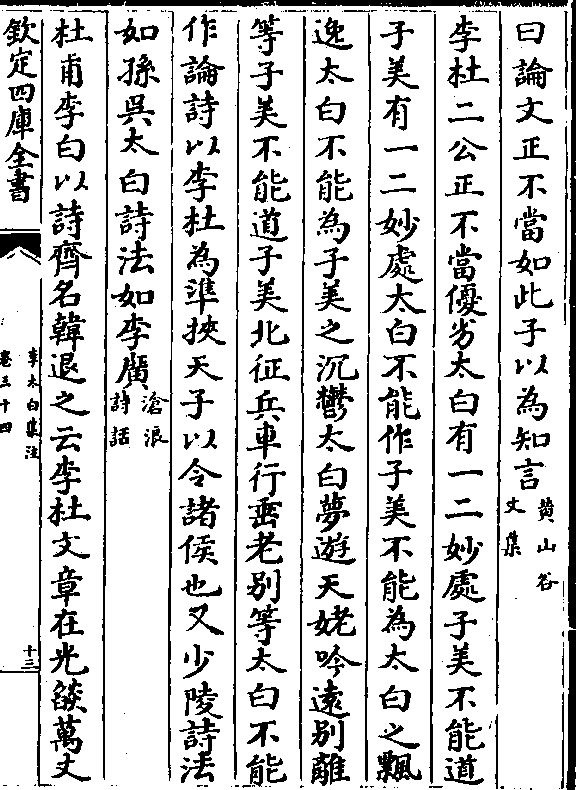 曰論文正不當如此予以為知言黄山谷文集
李杜二公正不當優劣太白有一二妙處子美不能道
子美有一二妙處太白不能作子美不能為太白之飄
逸太白不能為子美之沉鬱太白夢遊天姥吟遠别離
等子美不能道子美北征兵車行垂老别等太白不能
作論詩以李杜為準挾天子以令諸侯也又少陵詩法
如孫吳太白詩法如李廣滄浪詩話
杜甫李白以詩齊名韓退之云李杜文章在光燄萬丈
欽定四庫全書
李太白集注
卷三十四
十三